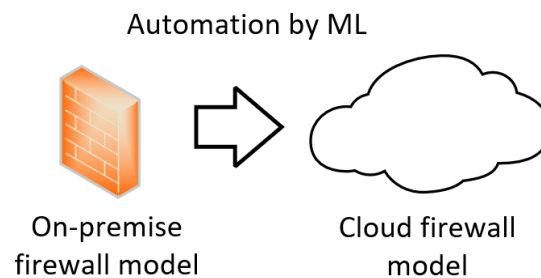 Automation by ML
On-premise
firewall model
Cloud firewall
model